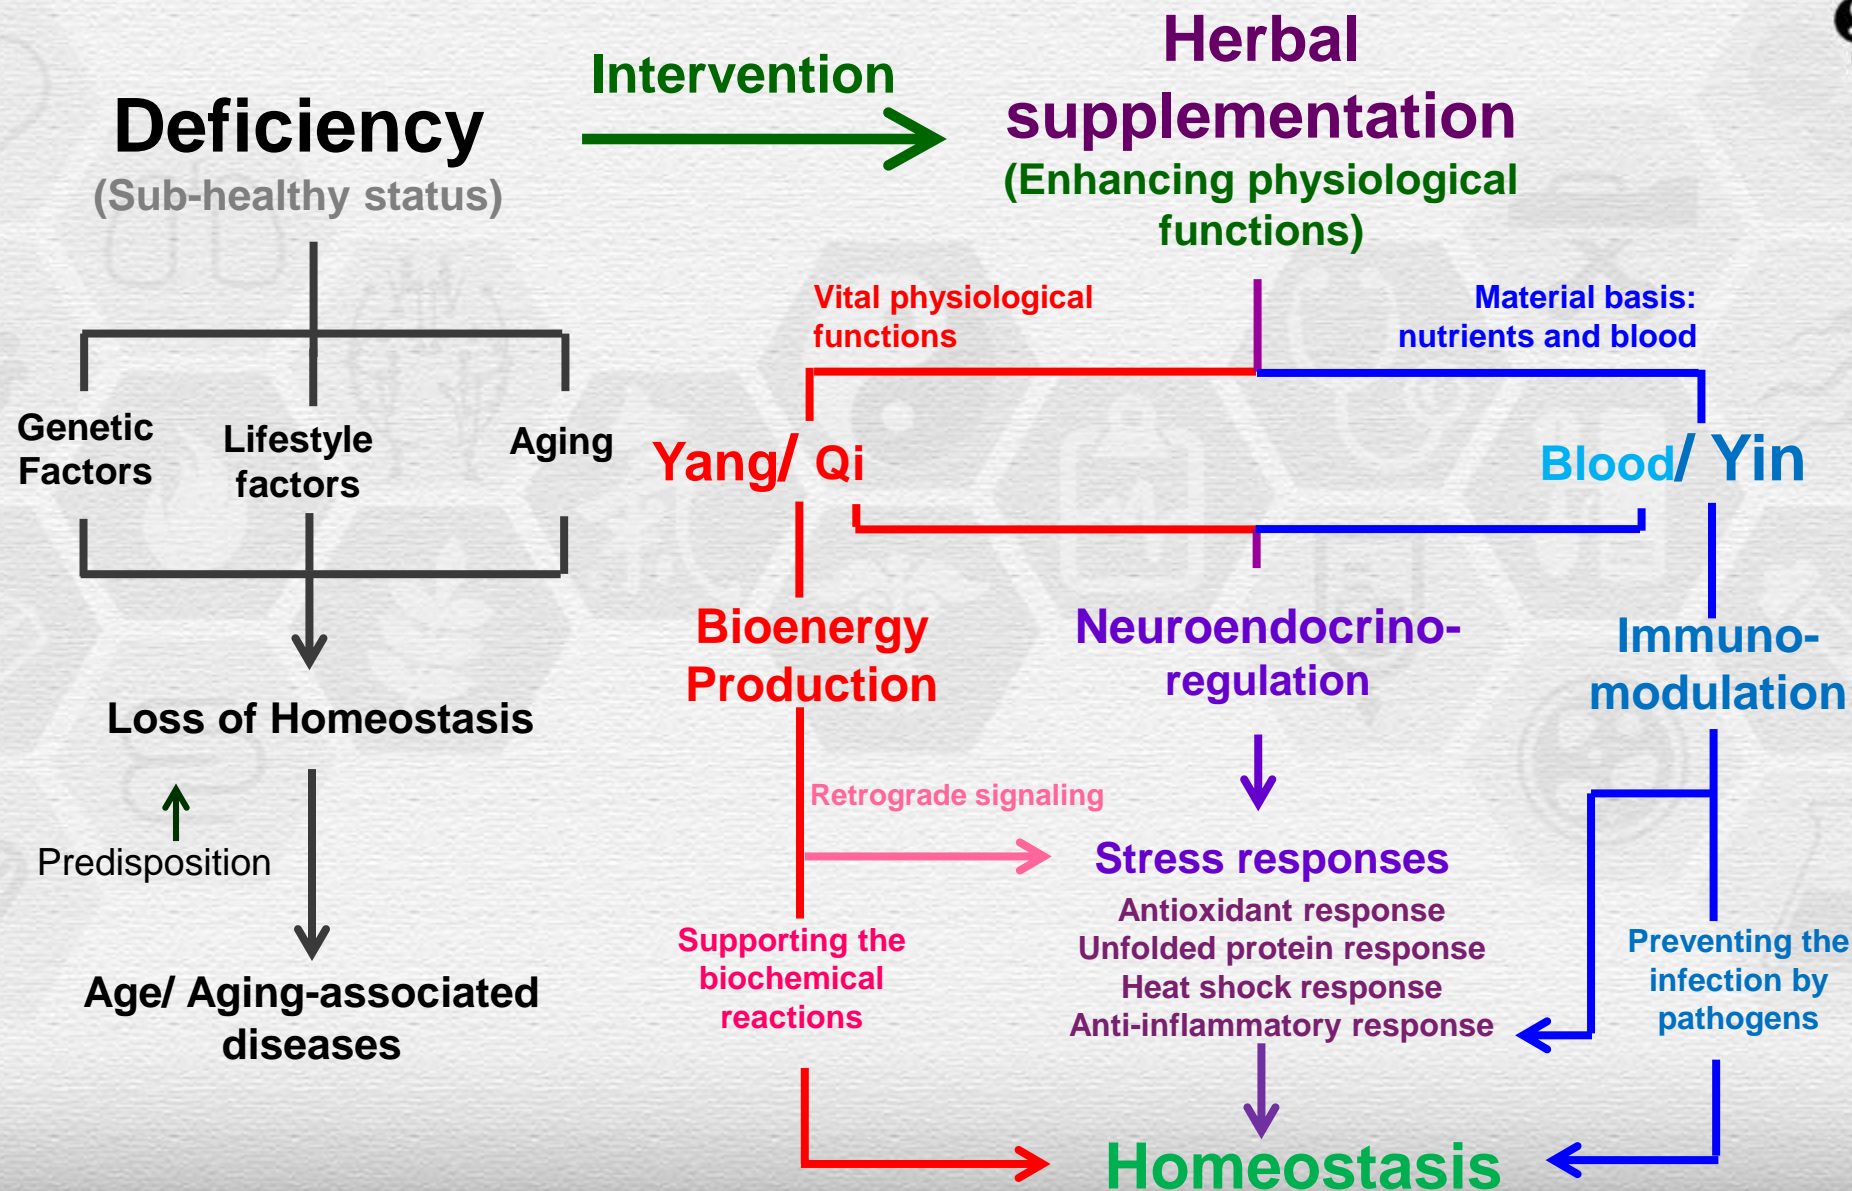 Deficiency
(Sub-healthy status)
Intervention
Herbal
supplementation
(Enhancing physiological
functions)
Genetic
Factors
Lifestyle
factors
Aging
Loss of Homeostasis
Predisposition
Age/ Aging-associated
diseases
Vital physiological
functions
Material basis:
nutrients and blood
Yang/ Qi
Blood/ Yin
Bioenergy
Production
Neuroendocrino-
regulation
Immuno-
modulation
Retrograde signaling
Stress responses
Antioxidant response
Unfolded protein response
Heat shock response
Anti-inflammatory response
Supporting the
biochemical
reactions
Preventing the
infection by
pathogens
Homeostasis